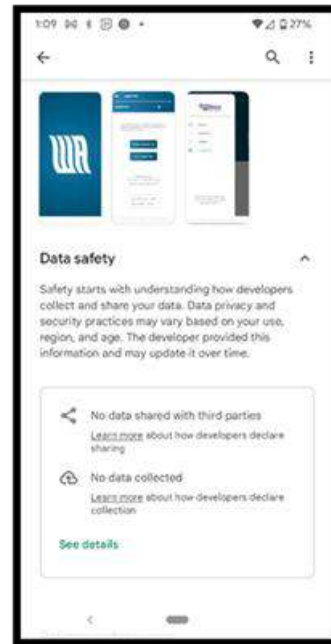 1:09
27%
WA
Data safety
Safety starts with understanding how developers
collect and share your data. Data privacy and
security practices may vary based on your use,
region, and age. The developer provided this
information and may update it over time.
No data shared with third parties
Learn more about how developers declare
sharing
No data collected
Learn more about how developers declare
collection
See details